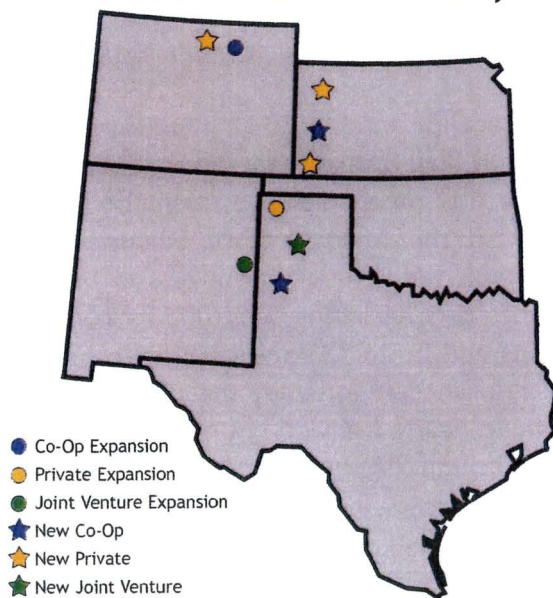 Co-Op Expansion
Private Expansion
Joint Venture Expansion
New Co-Op
New Private
New Joint Venture